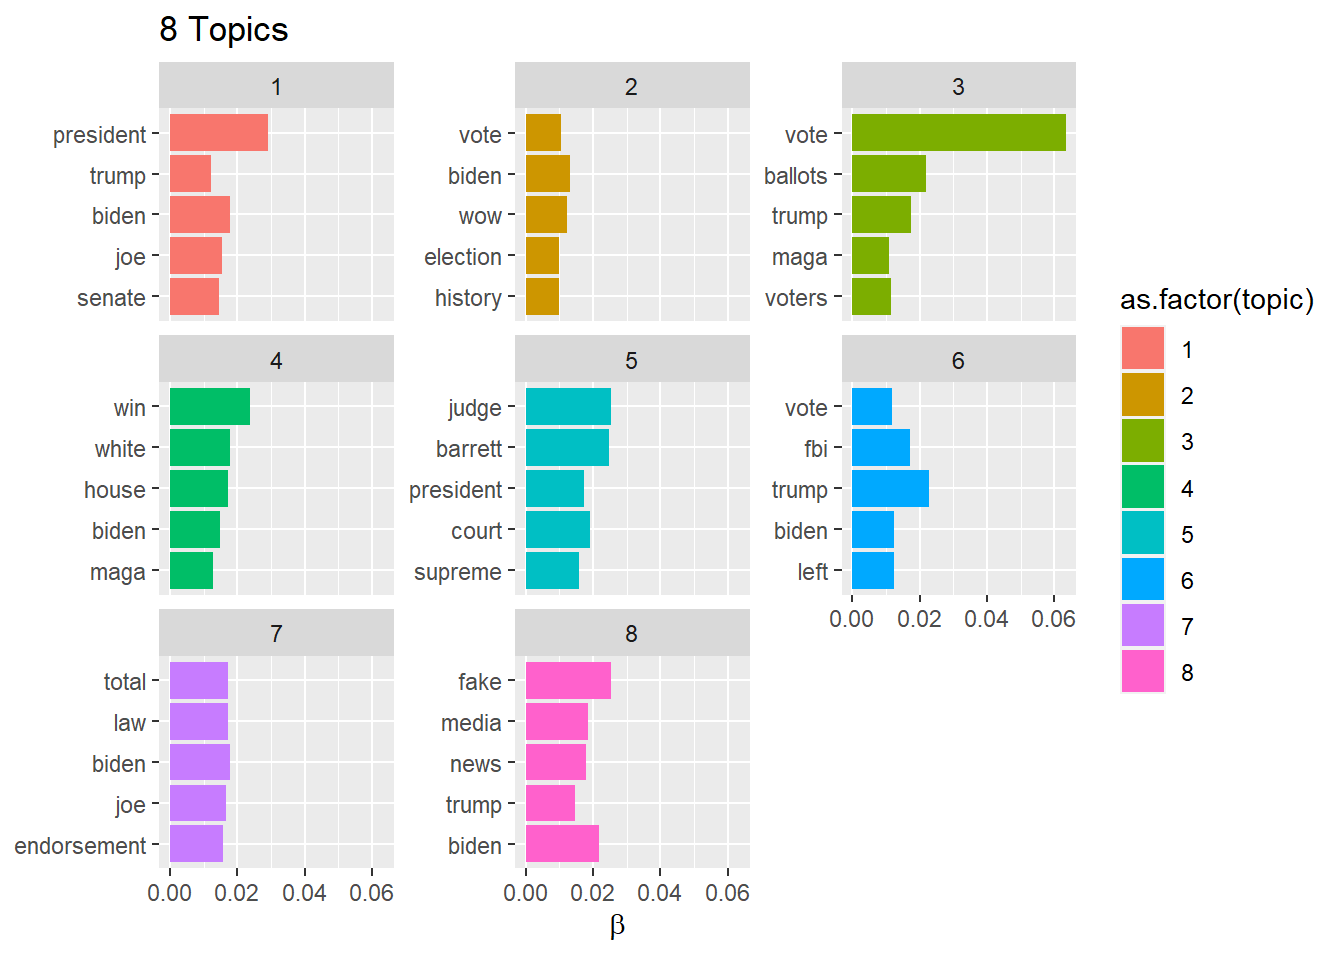 8 Topics
1
president
trump
biden
joe
senate
2
vote
biden
wow
election
history
3
vote
ballots
trump
maga
voters
4
win
white
house
biden
maga
5
judge
barrett
president
court
supreme
6
vote
fbi
trump
biden
left
0.00 0.02 0.04 0.06
7
total
law
biden
joe
endorsement
0.00 0.02 0.04 0.06
8
fake
media
news
trump
biden
0.00 0.02 0.04 0.06
β
as.factor(topic)
1
2
3
4
5
6
7
8